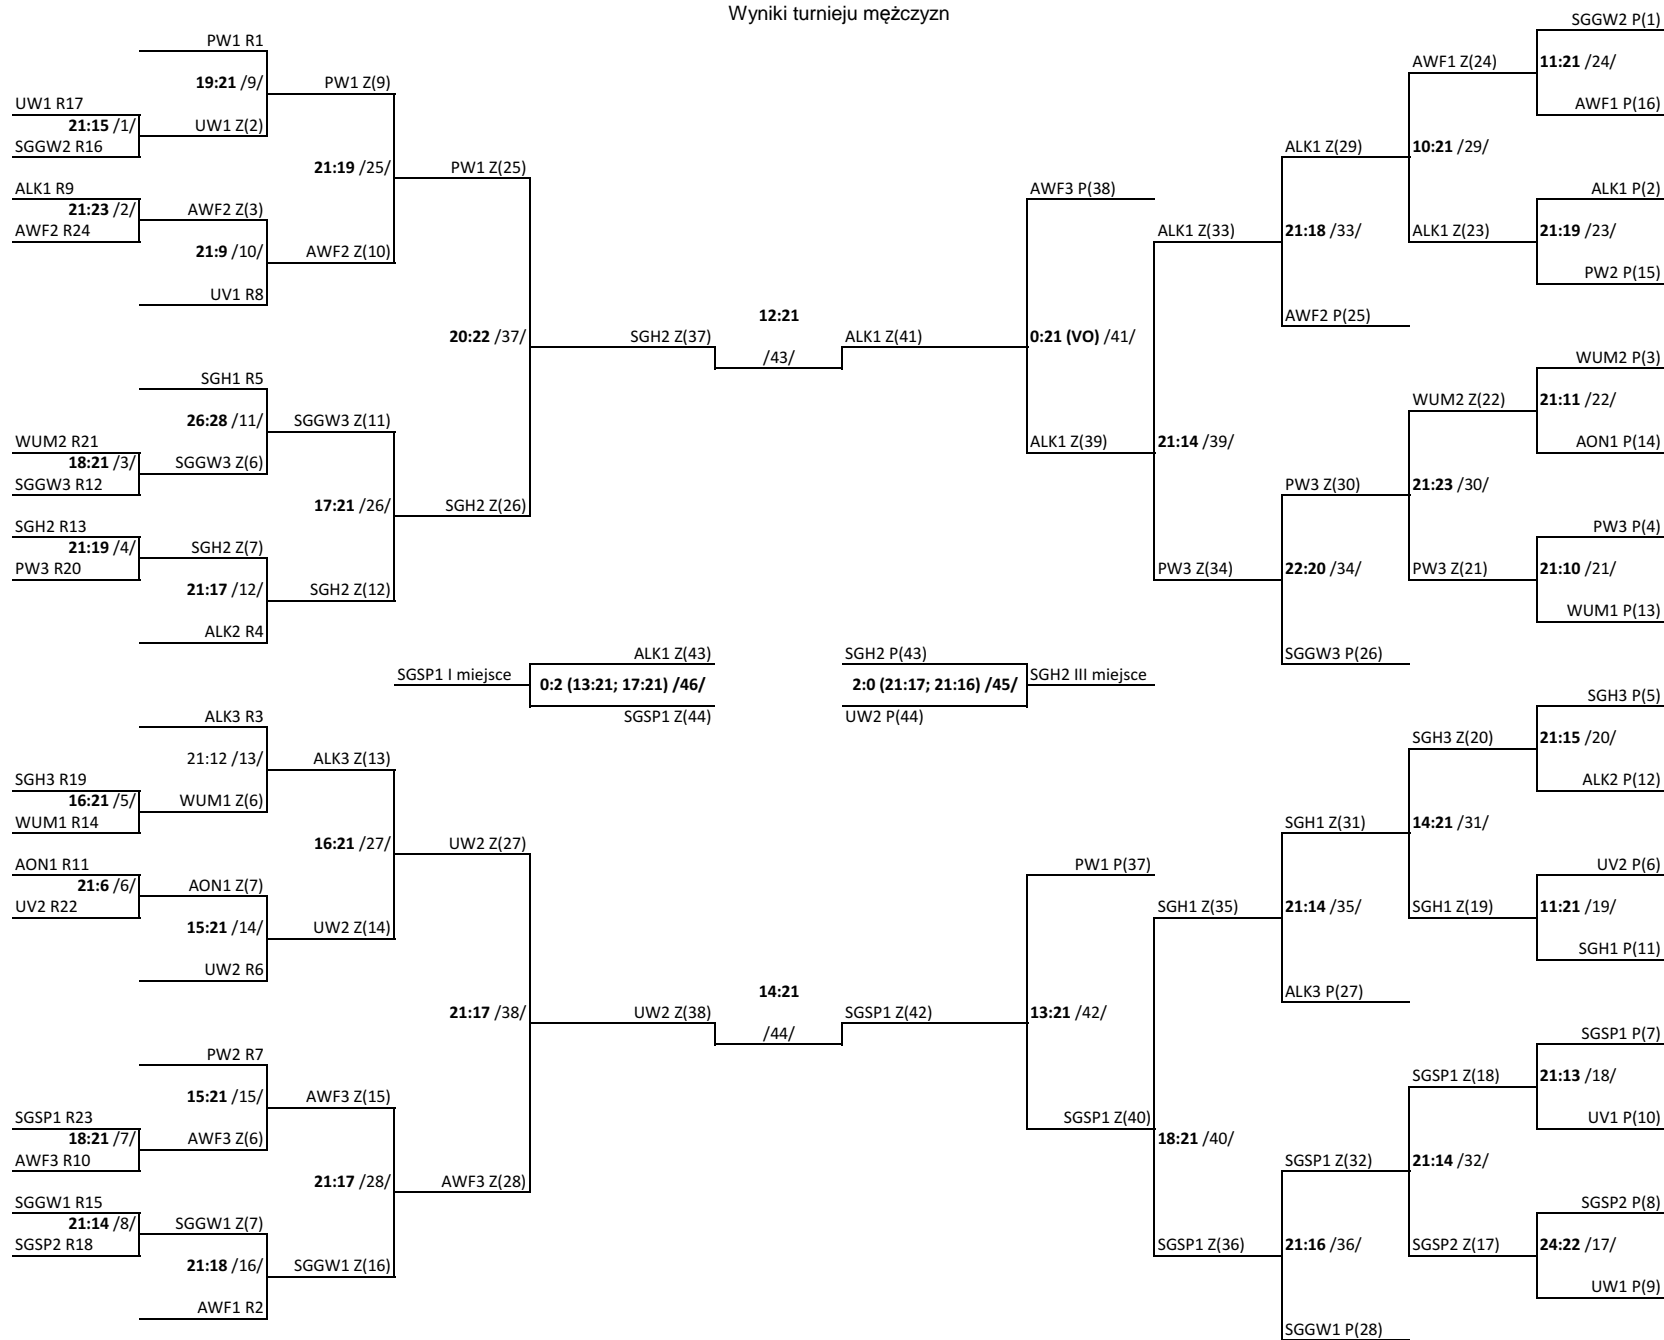 Wyniki turnieju mężczyzn
PW1 R1
19:21 /9/
UW1 R17
21:15 /1/
SGGW2 R16
UW1 Z(2)
PW1 Z(9)
ALK1 R9
21:23 /2/
AWF2 R24
AWF2 Z(3)
21:9 /10/
UV1 R8
AWF2 Z(10)
21:19 /25/
PW1 Z(25)
SGH1 R5
26:28 /11/
WUM2 R21
18:21 /3/
SGGW3 R12
SGGW3 Z(6)
SGGW3 Z(11)
SGH2 R13
21:19 /4/
PW3 R20
SGH2 Z(7)
21:17 /12/
ALK2 R4
SGH2 Z(12)
17:21 /26/
SGH2 Z(26)
20:22 /37/
SGH2 Z(37)
12:21
/43/
ALK1 Z(41)
AWF3 P(38)
0:21 (VO) /41/
ALK1 Z(39)
ALK1 Z(33)
21:14 /39/
PW3 Z(34)
ALK1 Z(29)
21:18 /33/
AWF2 P(25)
AWF1 Z(24)
10:21 /29/
ALK1 Z(23)
SGGW2 P(1)
11:21 /24/
AWF1 P(16)
ALK1 P(2)
21:19 /23/
PW2 P(15)
PW3 Z(30)
22:20 /34/
SGGW3 P(26)
WUM2 Z(22)
21:23 /30/
PW3 Z(21)
WUM2 P(3)
21:11 /22/
AON1 P(14)
PW3 P(4)
21:10 /21/
WUM1 P(13)
SGSP1 I miejsce
ALK1 Z(43)
0:2 (13:21; 17:21) /46/
SGSP1 Z(44)
SGH2 P(43)
2:0 (21:17; 21:16) /45/
UW2 P(44)
SGH2 III miejsce
ALK3 R3
21:12 /13/
SGH3 R19
16:21 /5/
WUM1 R14
WUM1 Z(6)
ALK3 Z(13)
AON1 R11
21:6 /6/
UV2 R22
AON1 Z(7)
15:21 /14/
UW2 R6
UW2 Z(14)
16:21 /27/
UW2 Z(27)
PW2 R7
15:21 /15/
SGSP1 R23
18:21 /7/
AWF3 R10
AWF3 Z(6)
AWF3 Z(15)
SGGW1 R15
21:14 /8/
SGSP2 R18
SGGW1 Z(7)
21:18 /16/
AWF1 R2
SGGW1 Z(16)
21:17 /28/
AWF3 Z(28)
21:17 /38/
UW2 Z(38)
14:21
/44/
SGSP1 Z(42)
PW1 P(37)
13:21 /42/
SGSP1 Z(40)
SGH1 Z(35)
18:21 /40/
SGSP1 Z(36)
SGH1 Z(31)
21:14 /35/
ALK3 P(27)
SGH3 Z(20)
14:21 /31/
SGH1 Z(19)
SGH3 P(5)
21:15 /20/
ALK2 P(12)
UV2 P(6)
11:21 /19/
SGH1 P(11)
SGSP1 Z(32)
21:16 /36/
SGGW1 P(28)
SGSP1 Z(18)
21:14 /32/
SGSP2 Z(17)
SGSP1 P(7)
21:13 /18/
UV1 P(10)
SGSP2 P(8)
24:22 /17/
UW1 P(9)